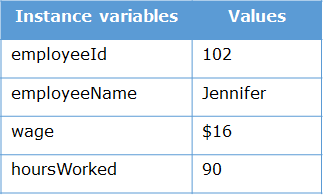 Instance variables Values
employeeId 102
employeeName Jennifer
wage $16
hoursWorked 90